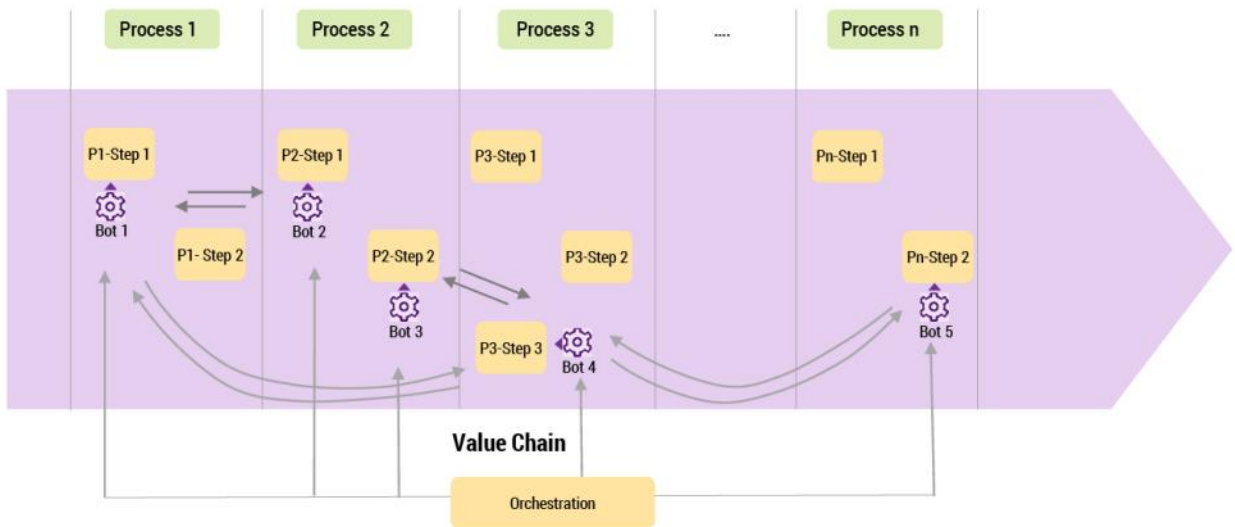 Process 1
Process 2
Process 3
....
Process n
P1-Step 1
P2-Step 1
P3-Step 1
Pn-Step 1
Bot 1
Bot 2
P1- Step 2
P2-Step 2
P3-Step 2
Pn-Step 2
Bot 3
Bot 5
P3-Step 3
Bot 4
Value Chain
Orchestration